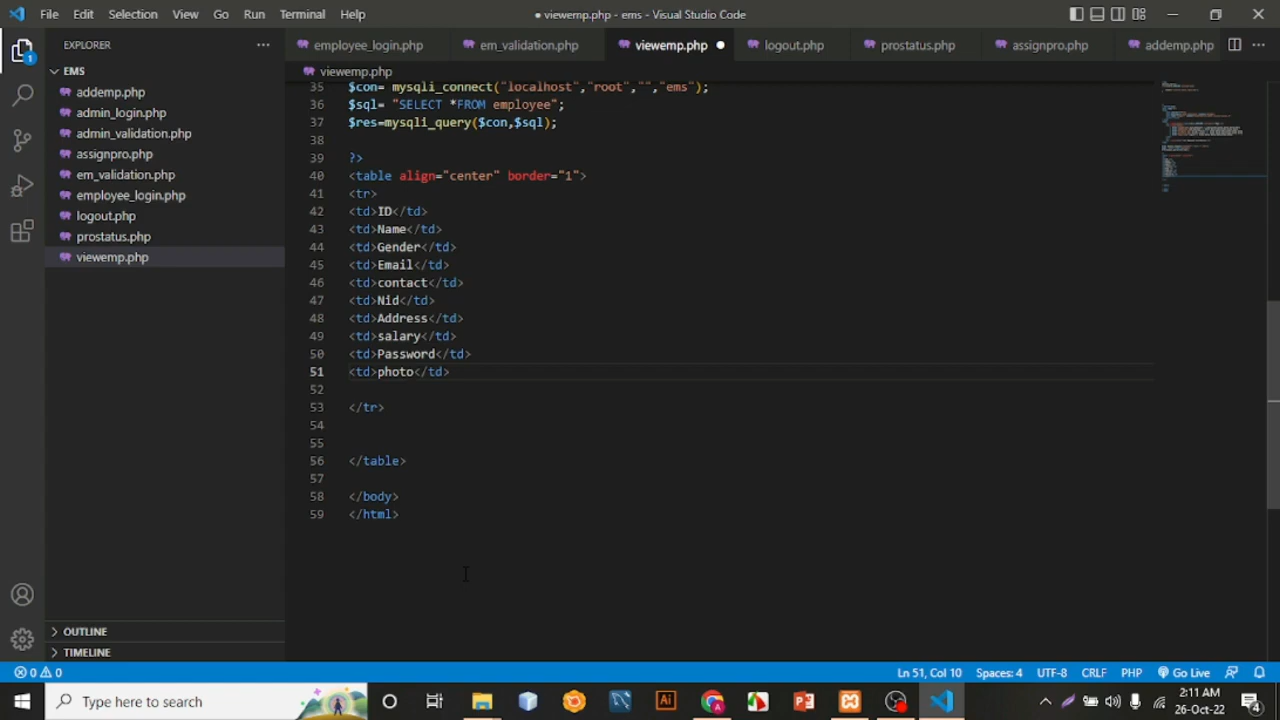 File Edit Selection View Go Run Terminal Help
● viewemp.php - ems - Visual Studio Code
EXPLORER
employee_login.php
em_validation.php
viewemp.php
logout.php
prostatus.php
assignpro.php
addemp.php
1
EMS
addemp.php
admin_login.php
admin_validation.php
assignpro.php
em_validation.php
employee_login.php
logout.php
prostatus.php
viewemp.php
OUTLINE
TIMELINE
viewemp.php
35 $con= mysqli_connect("localhost","root","","ems");
36 $sql= "SELECT *FROM employee";
37 $res=mysqli_query($con,$sql);
38
39 ?>
40 <table align="center" border="1">
41 <tr>
42 <td>ID</td>
43 <td>Name</td>
44 <td>Gender</td>
45 <td>Email</td>
46 <td>contact</td>
47 <td>Nid</td>
48 <td>Address</td>
49 <td>salary</td>
50 <td>Password</td>
51 <td>photo</td>
52
53 </tr>
54
55
56 </table>
57
58 </body>
59 </html>
0 0
Ln 51, Col 10 Spaces: 4 UTF-8 CRLF PHP Go Live
Type here to search
Ai
A
2:11 AM
26-Oct-22
4